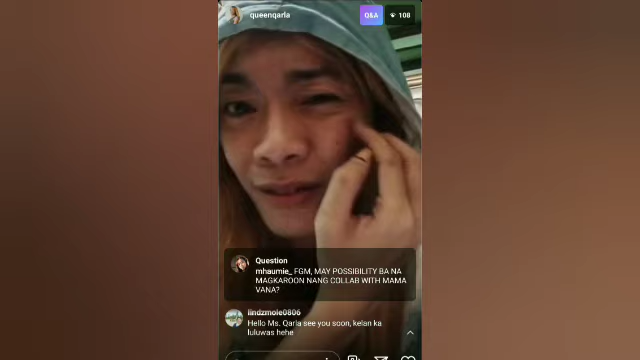 queenqarla
Q&A
108
Question
mhaumie_ FGM, MAY POSSIBILITY BA NA
MAGKAROON NANG COLLAB WITH MAMA
VANA?
lindzmole0806
Hello Ms. Qarla see you soon, kelan ka
luluwas hehe